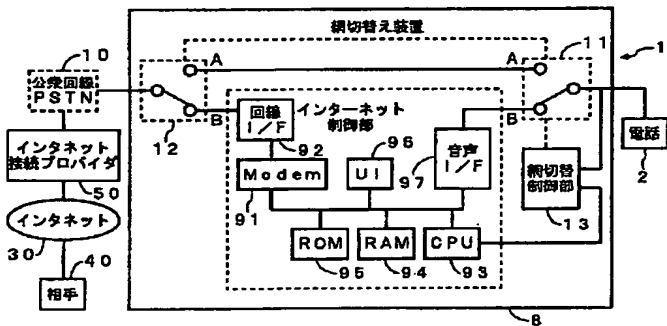 網切替え装置
10
公衆回線
PSTN
A
A
11
1
B
12
回線
I/F
92
インターネット
制御部
96
音声
I/F
97
B
電話
2
インタネット
接続プロバイダ
50
Modem
91
UI
網切替
制御部
13
インタネット
30
ROM
95
RAM
94
CPU
93
40
相手
8